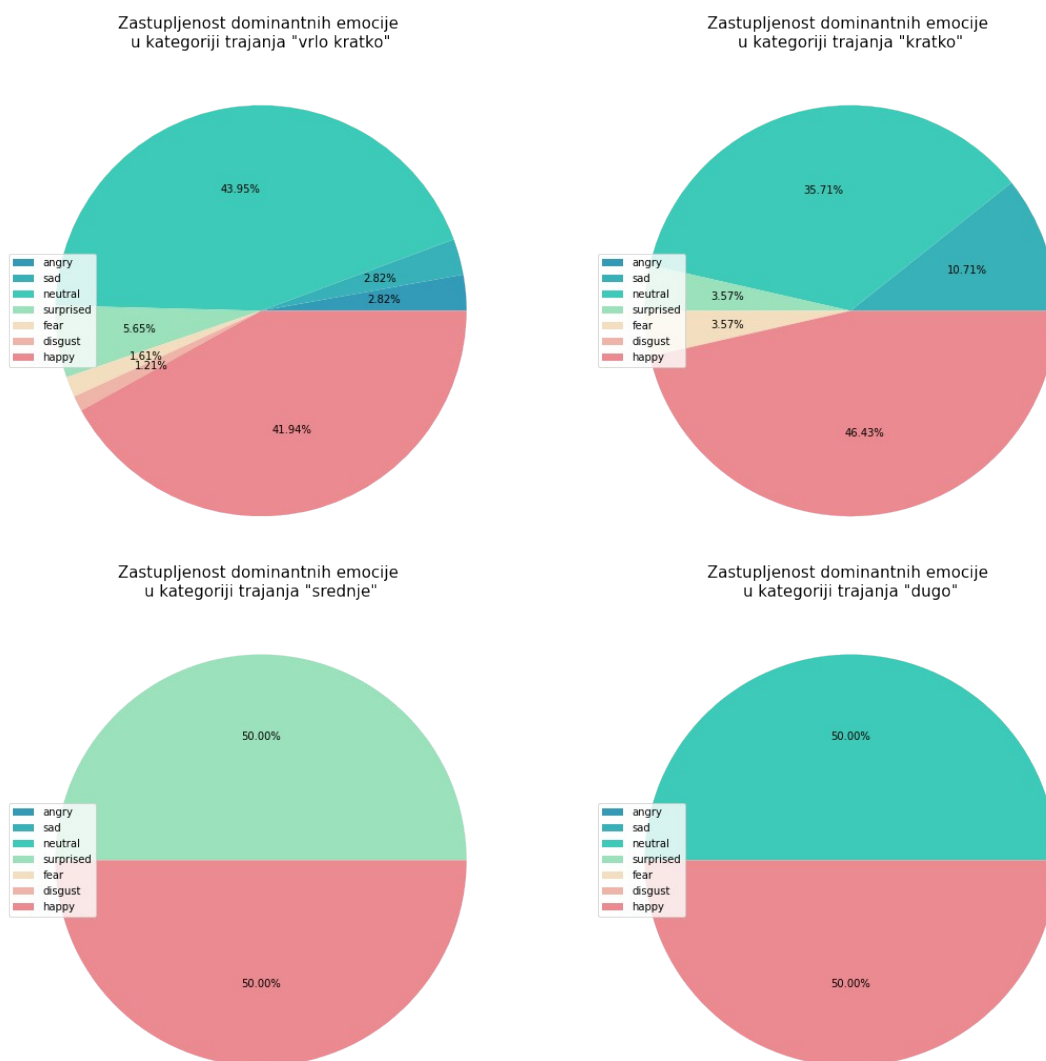 Zastupljenost dominantnih emocije
u kategoriji trajanja "vrlo kratko"
43.95%
2.82%
2.82%
5.65%
1.61%
1.21%
41.94%
angry
sad
neutral
surprised
fear
disgust
happy
Zastupljenost dominantnih emocije
u kategoriji trajanja "kratko"
35.71%
10.71%
3.57%
3.57%
46.43%
angry
sad
neutral
surprised
fear
disgust
happy
Zastupljenost dominantnih emocije
u kategoriji trajanja "srednje"
50.00%
50.00%
angry
sad
neutral
surprised
fear
disgust
happy
Zastupljenost dominantnih emocije
u kategoriji trajanja "dugo"
50.00%
50.00%
angry
sad
neutral
surprised
fear
disgust
happy